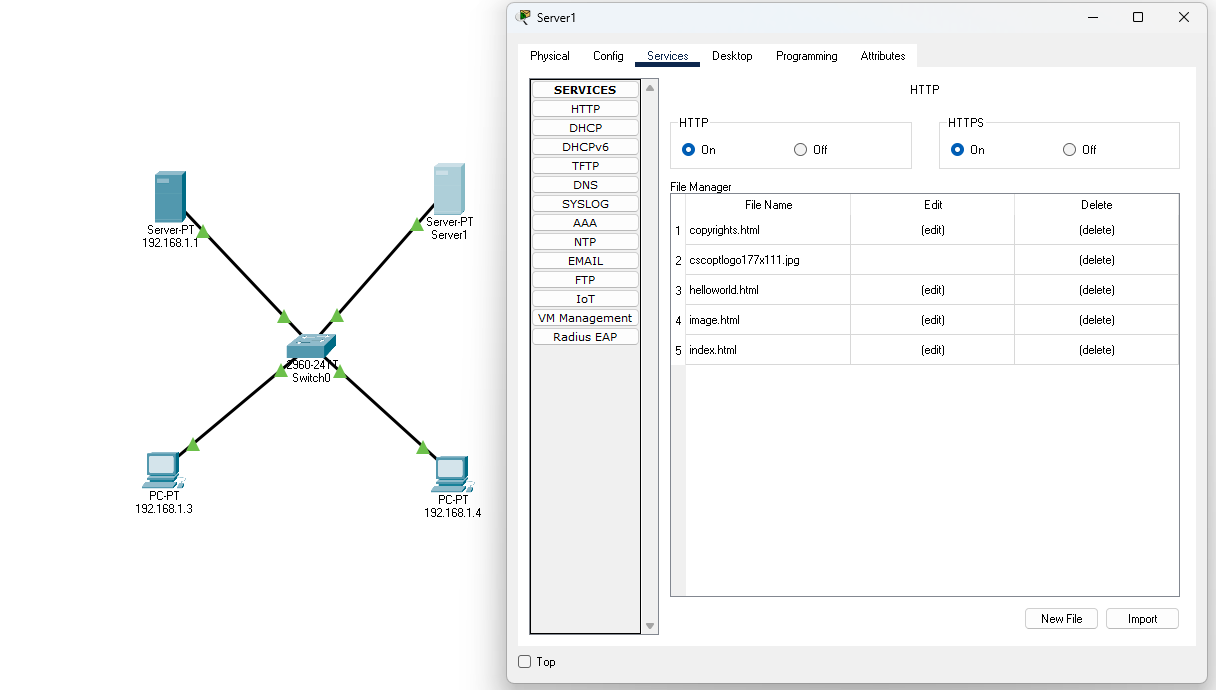 Server1
Physical Config Services Desktop Programming Attributes
SERVICES
HTTP
DHCP
DHCPv6
TFTP
DNS
SYSLOG
AAA
NTP
EMAIL
FTP
IoT
VM Management
Radius EAP
HTTP
HTTP
On Off
HTTPS
On Off
File Manager
File Name Edit Delete
1 copyrights.html (edit) (delete)
2 cscoptlogo177x111.jpg (delete)
3 helloworld.html (edit) (delete)
4 image.html (edit) (delete)
5 index.html (edit) (delete)
New File Import
Top
Server-PT
192.168.1.1
Server-PT
Server1
2960-24TT
Switch0
PC-PT
192.168.1.3
PC-PT
192.168.1.4